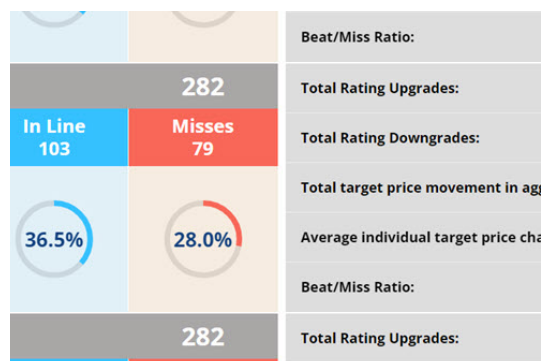 Beat/Miss Ratio:
282
Total Rating Upgrades:
In Line
103
Misses
79
Total Rating Downgrades:
Total target price movement in agg
36.5%
28.0%
Average individual target price cha
Beat/Miss Ratio:
282
Total Rating Upgrades: